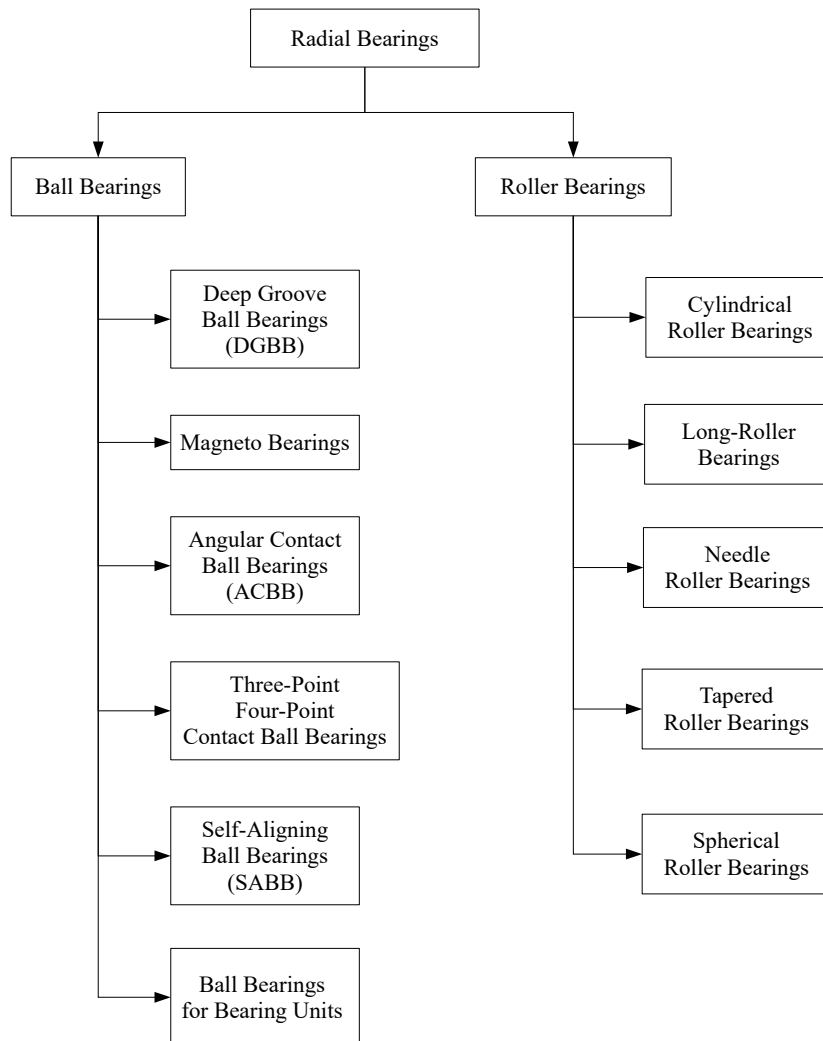 Radial Bearings
Ball Bearings
Roller Bearings
Deep Groove
Ball Bearings
(DGBB)
Magneto Bearings
Angular Contact
Ball Bearings
(ACBB)
Three-Point
Four-Point
Contact Ball Bearings
Self-Aligning
Ball Bearings
(SABB)
Ball Bearings
for Bearing Units
Cylindrical
Roller Bearings
Long-Roller
Bearings
Needle
Roller Bearings
Tapered
Roller Bearings
Spherical
Roller Bearings